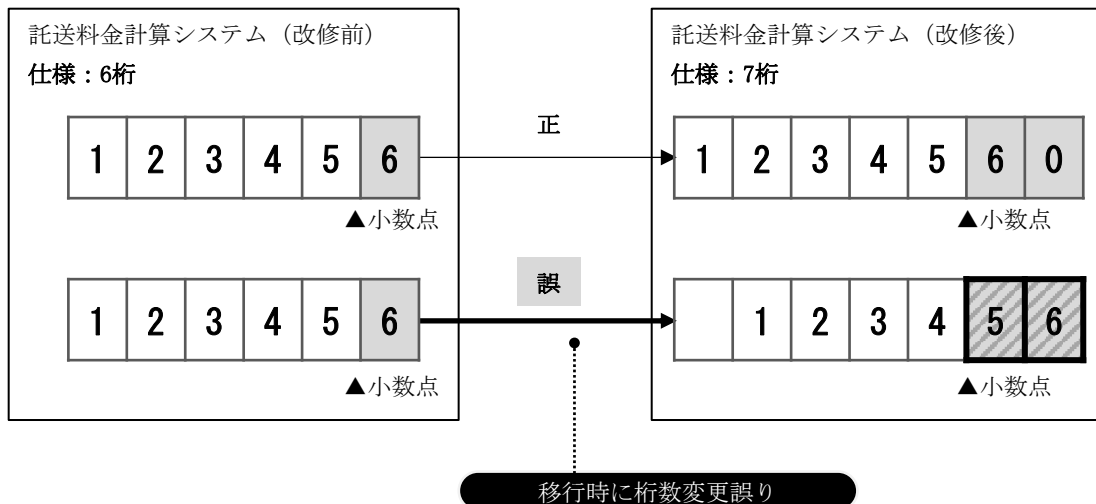 託送料金計算システム（改修前）
仕様：6桁
1 2 3 4 5 6
▲小数点
1 2 3 4 5 6
▲小数点
正
誤
託送料金計算システム（改修後）
仕様：7桁
1 2 3 4 5 6 0
▲小数点
1 2 3 4 5 6
▲小数点
移行時に桁数変更誤り